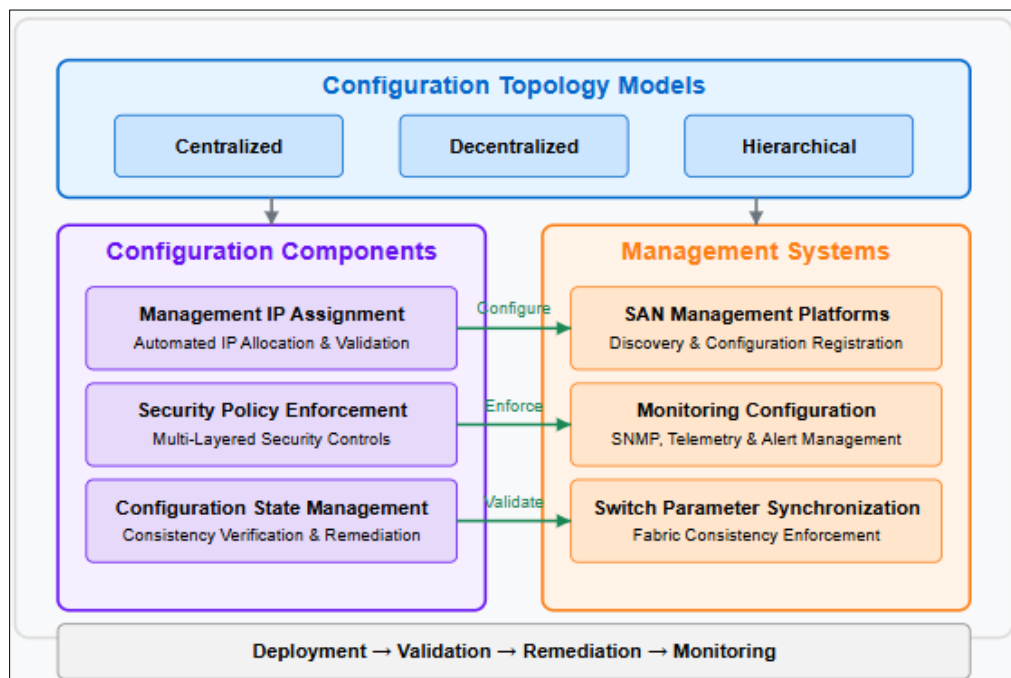 Configuration Topology Models
Centralized
Decentralized
Hierarchical
Configuration Components
Management Systems
Management IP Assignment
Automated IP Allocation & Validation
Configure
SAN Management Platforms
Discovery & Configuration Registration
Security Policy Enforcement
Multi-Layered Security Controls
Enforce
Monitoring Configuration
SNMP, Telemetry & Alert Management
Configuration State Management
Consistency Verification & Remediation
Validate
Switch Parameter Synchronization
Fabric Consistency Enforcement
Deployment → Validation → Remediation → Monitoring